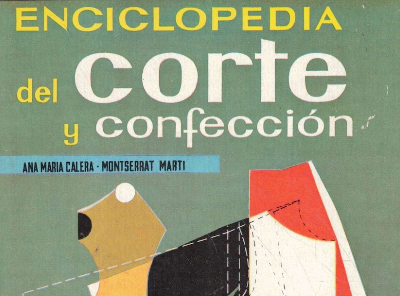 ENCICLOPEDIA
del corte
y confección
ANA MARIA CALERA - MONTSERRAT MARTI